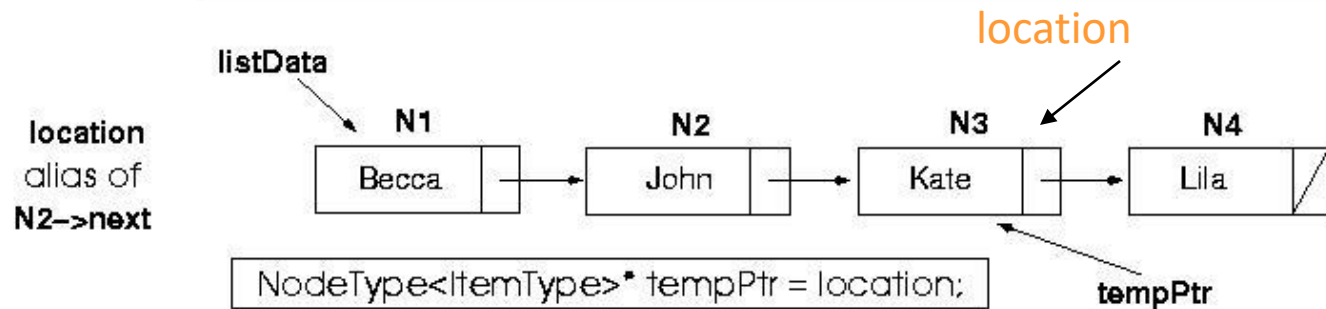 location
listData
location
alias of
N2->next
N1
N2
N3
N4
Becca
John
Kate
Lila
NodeType<ItemType>* tempPtr = location;
tempPtr